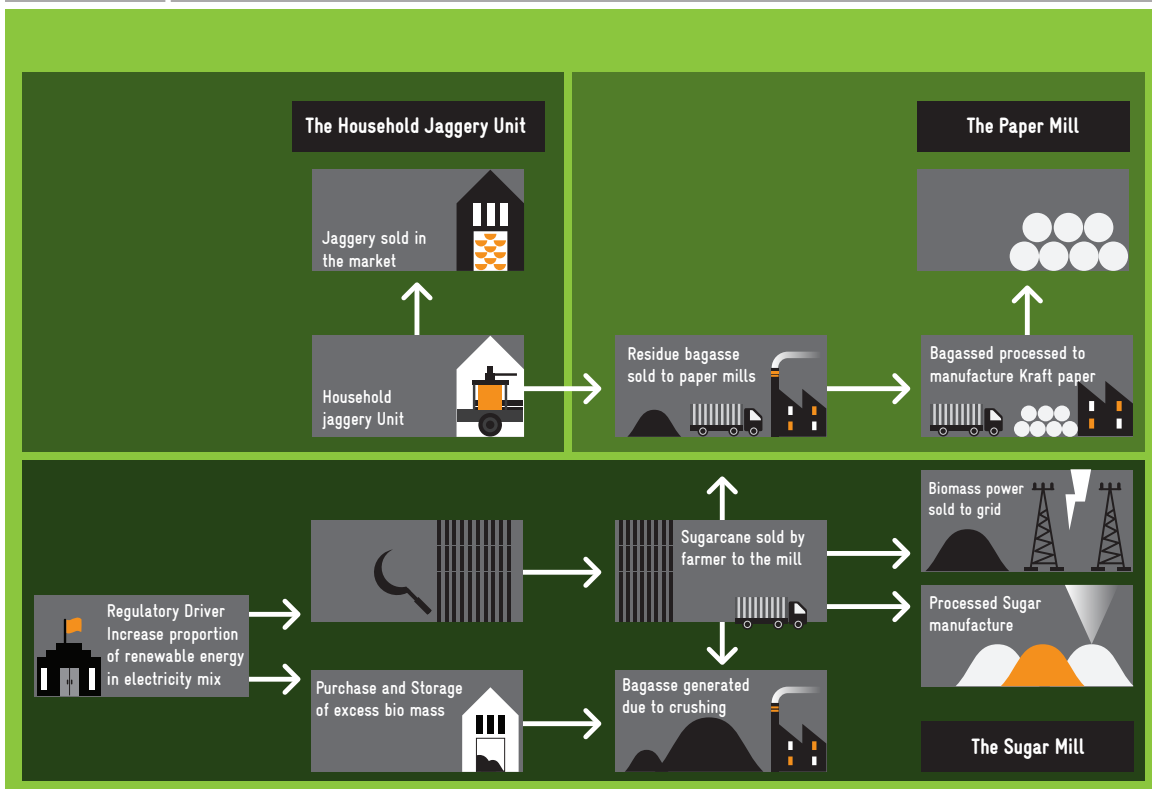 The Household Jaggery Unit
The Paper Mill
Jaggery sold in
the market
Household
jaggery Unit
Residue bagasse
sold to paper mills
Bagassed processed to
manufacture Kraft paper
Biomass power
sold to grid
Sugarcane sold by
farmer to the mill
Regulatory Driver
Increase proportion
of renewable energy
in electricity mix
Processed Sugar
manufacture
Purchase and Storage
of excess bio mass
Bagasse generated
due to crushing
The Sugar Mill